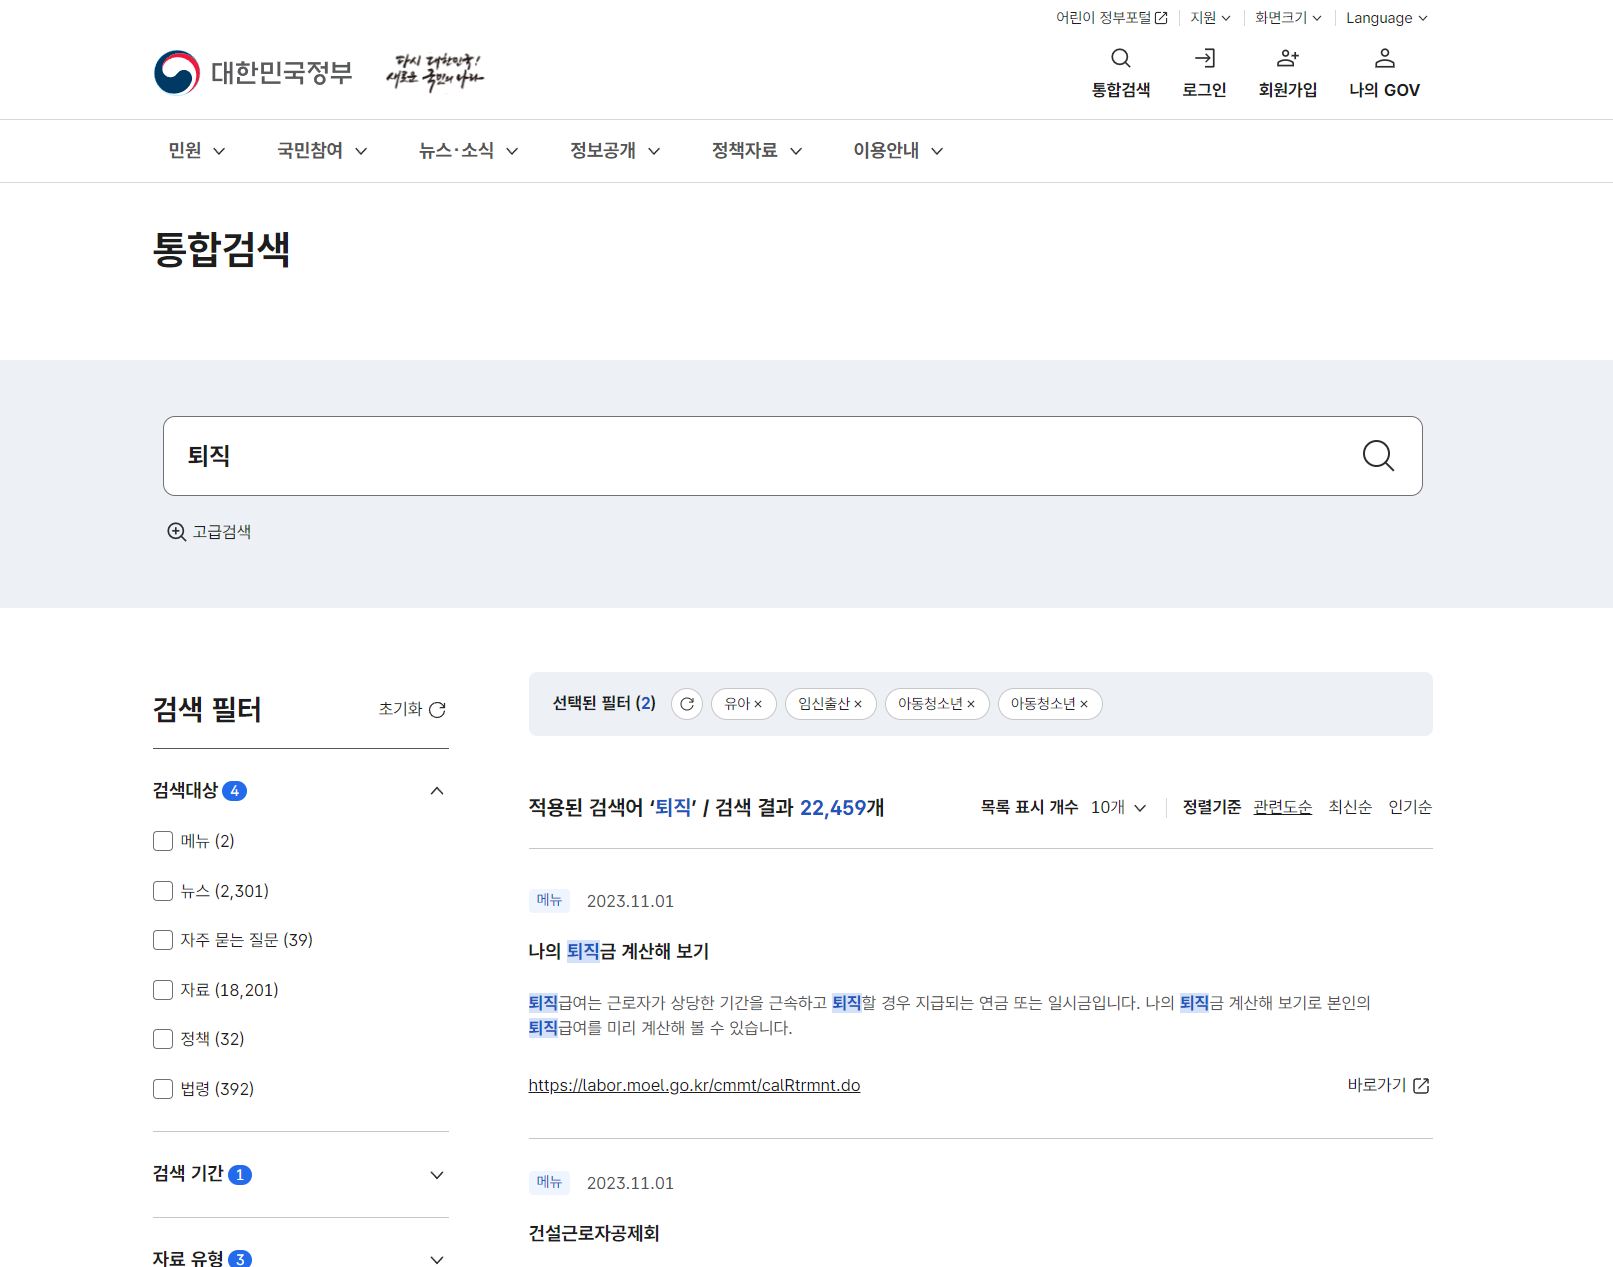 어린이 정부포털 지원 화면크기 Language
대한민국정부 다시 대한민국! 새로운 국민의 나라
통합검색 로그인 회원가입 나의 GOV
민원 국민참여 뉴스·소식 정보공개 정책자료 이용안내
통합검색
퇴직
고급검색
검색 필터 초기화
검색대상 4
메뉴 (2)
뉴스 (2,301)
자주 묻는 질문 (39)
자료 (18,201)
정책 (32)
법령 (392)
검색 기간 1
자료 유형 3
선택된 필터 (2) 유아 × 임신출산 × 아동청소년 × 아동청소년 ×
적용된 검색어 ‘퇴직’ / 검색 결과 22,459개 목록 표시 개수 10개 정렬기준 관련도순 최신순 인기순
메뉴 2023.11.01
나의 퇴직금 계산해 보기
퇴직급여는 근로자가 상당한 기간을 근속하고 퇴직할 경우 지급되는 연금 또는 일시금입니다. 나의 퇴직금 계산해 보기로 본인의
퇴직급여를 미리 계산해 볼 수 있습니다.
https://labor.moel.go.kr/cmmt/calRtrmnt.do 바로가기
메뉴 2023.11.01
건설근로자공제회